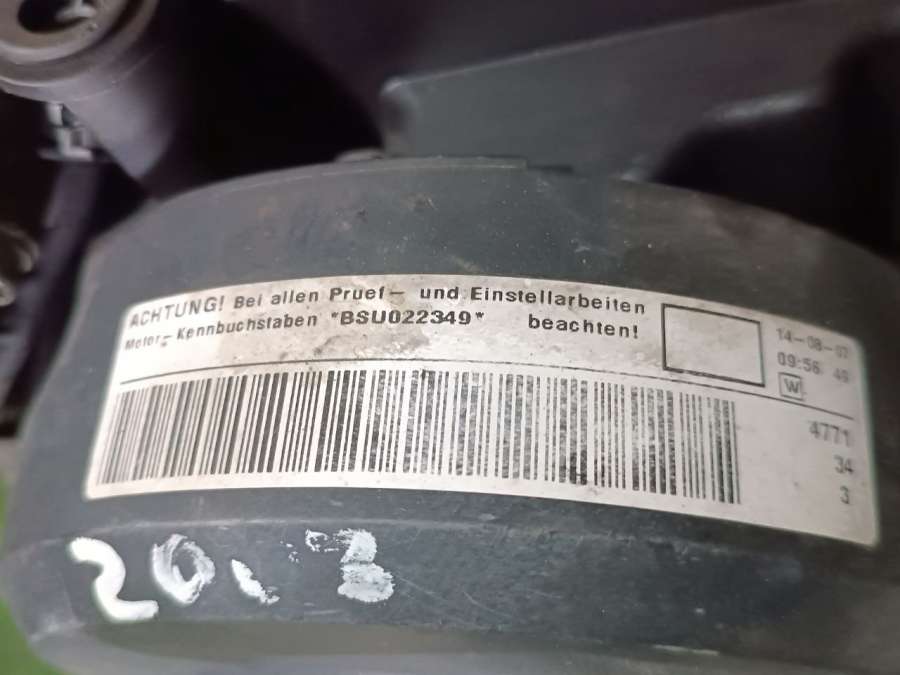 ACHTUNG! Bei allen Pruef- und Einstellarbeiten
Motor-Kennbuchstaben *BSU022349* beachten!
14-08-07
09:56 49
W
4771
34
3